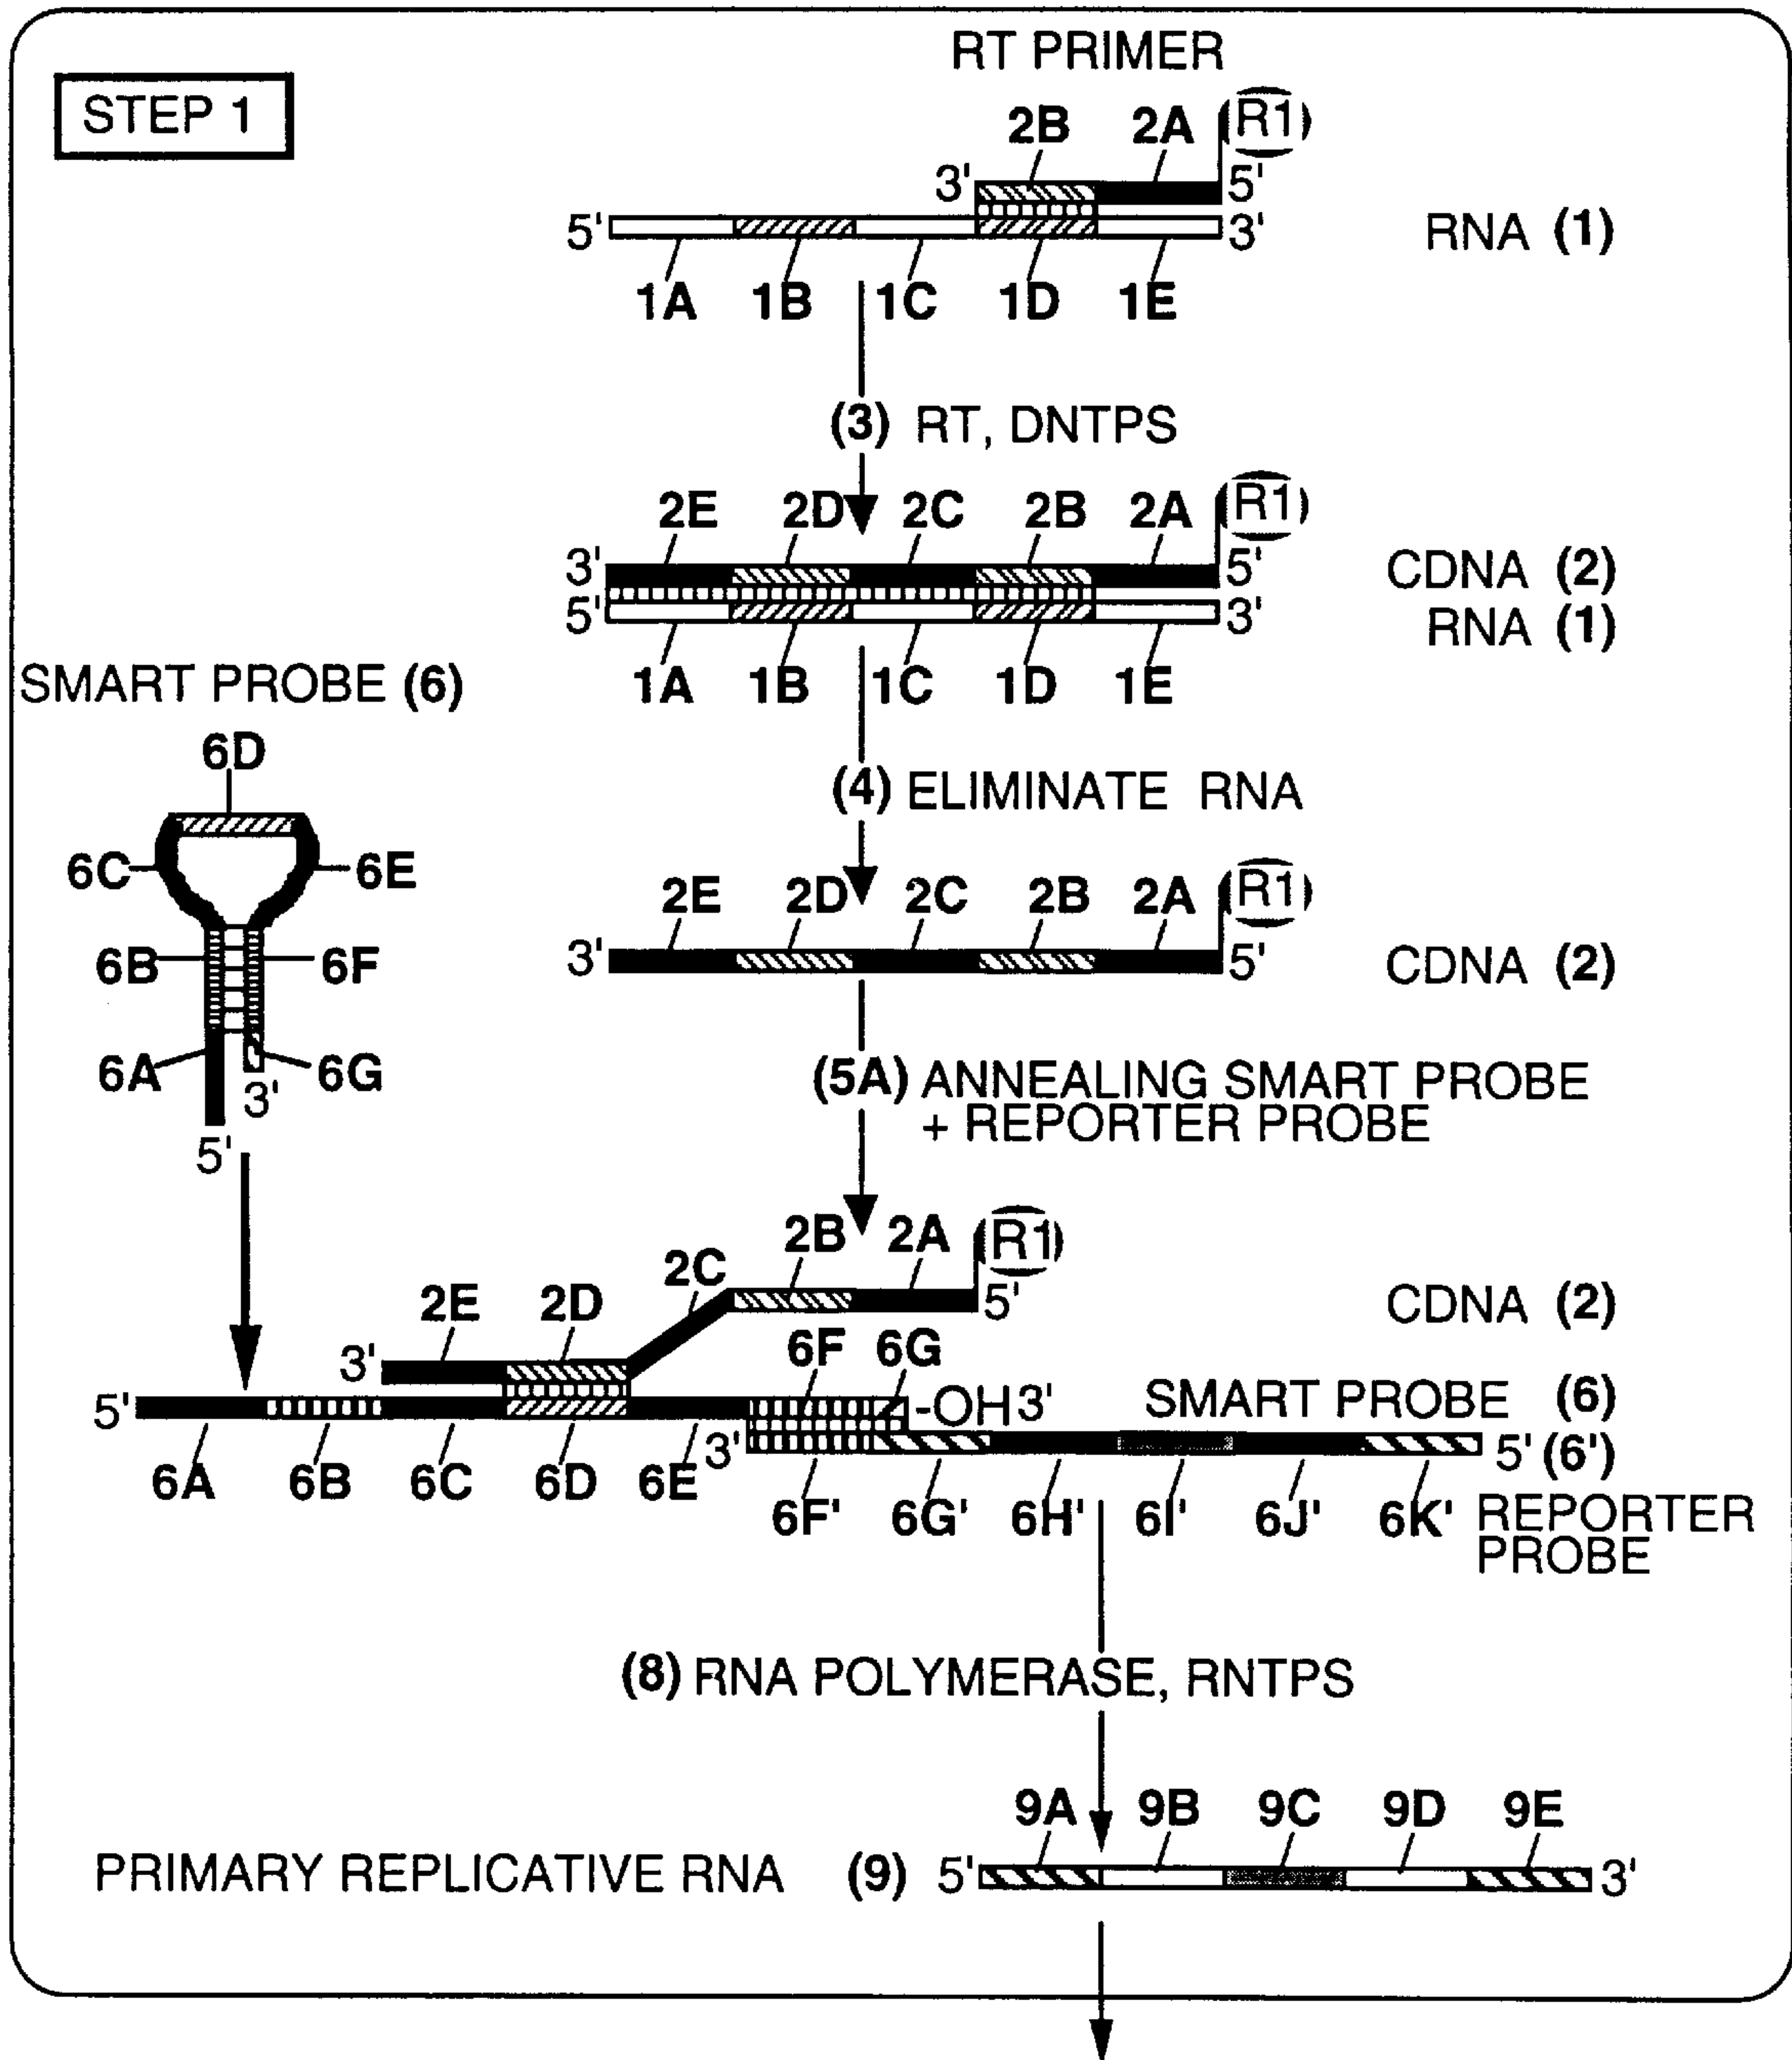 RT PRIMER
STEP 1
2B 2A R1
3' 5'
5' 3' RNA (1)
1A 1B 1C 1D 1E
(3) RT, DNTPS
2E 2D 2C 2B 2A R1
3' 5' CDNA (2)
5' 3' RNA (1)
1A 1B 1C 1D 1E
SMART PROBE (6)
6D
(4) ELIMINATE RNA
6C 6E
2E 2D 2C 2B 2A R1
6B 6F
3' 5' CDNA (2)
6A 6G
3'
5'
(5A) ANNEALING SMART PROBE
+ REPORTER PROBE
2C 2B 2A R1
5' CDNA (2)
2E 2D
3' 6F 6G
5' -OH 3' SMART PROBE (6)
3' 5' (6')
6A 6B 6C 6D 6E
6F' 6G' 6H' 6I' 6J' 6K' REPORTER
PROBE
(8) RNA POLYMERASE, RNTPS
9A 9B 9C 9D 9E
PRIMARY REPLICATIVE RNA (9) 5' 3'